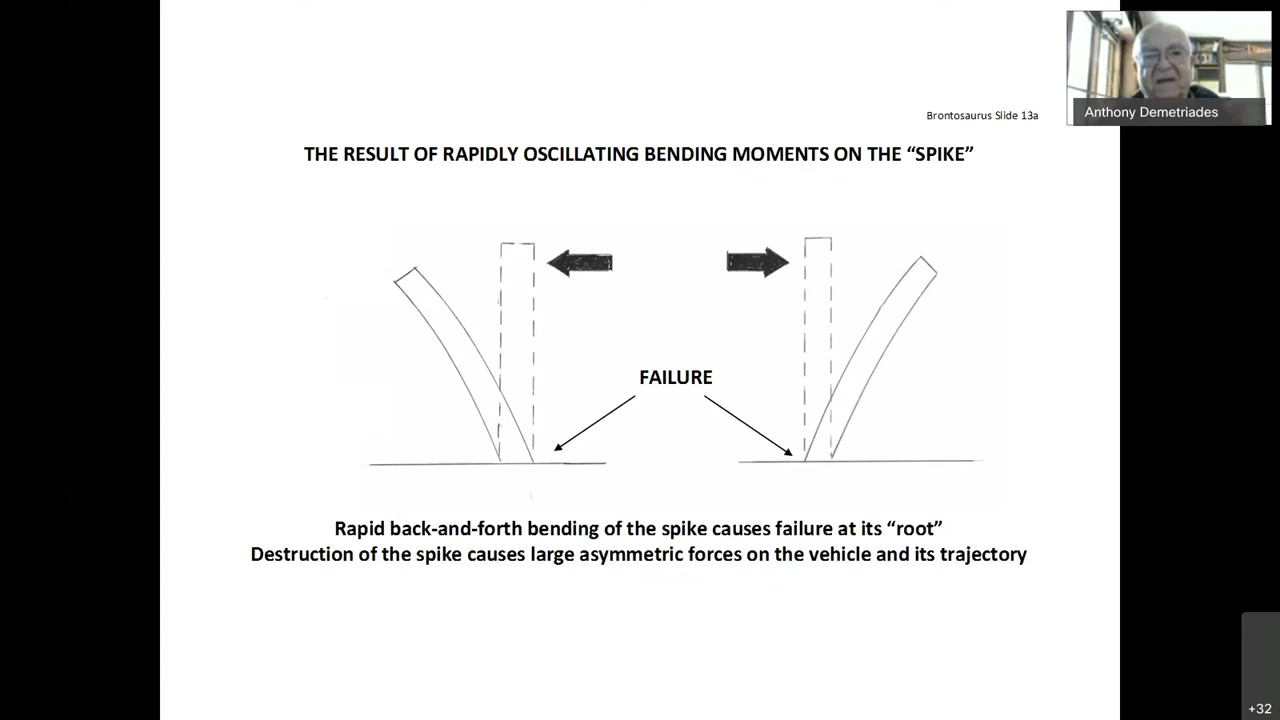 Anthony Demetriades
Brontosaurus Slide 13a
THE RESULT OF RAPIDLY OSCILLATING BENDING MOMENTS ON THE “SPIKE”
FAILURE
Rapid back-and-forth bending of the spike causes failure at its “root”
Destruction of the spike causes large asymmetric forces on the vehicle and its trajectory
+32